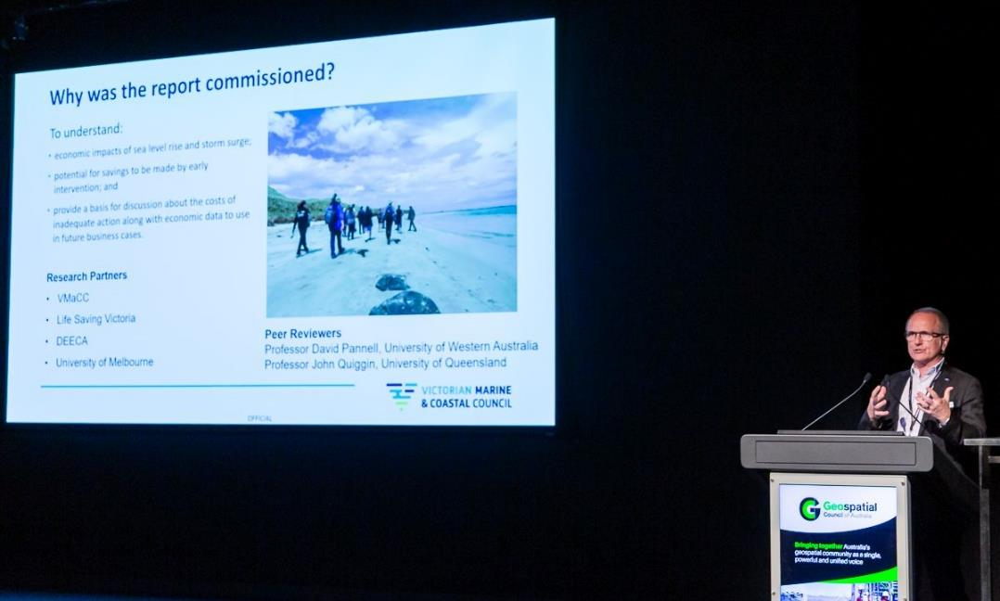 Why was the report commissioned?
To understand:
• economic impacts of sea level rise and storm surge;
• potential for savings to be made by early
intervention; and
• provide a basis for discussion about the costs of
inadequate action along with economic data to use
in future business cases.
Research Partners
• VMaCC
• Life Saving Victoria
• DEECA
• University of Melbourne
Peer Reviewers
Professor David Pannell, University of Western Australia
Professor John Quiggin, University of Queensland
VICTORIAN MARINE
& COASTAL COUNCIL
OFFICIAL
Geospatial
Council of Australia
Bringing together Australia's
geospatial community as a single,
powerful and unified voice